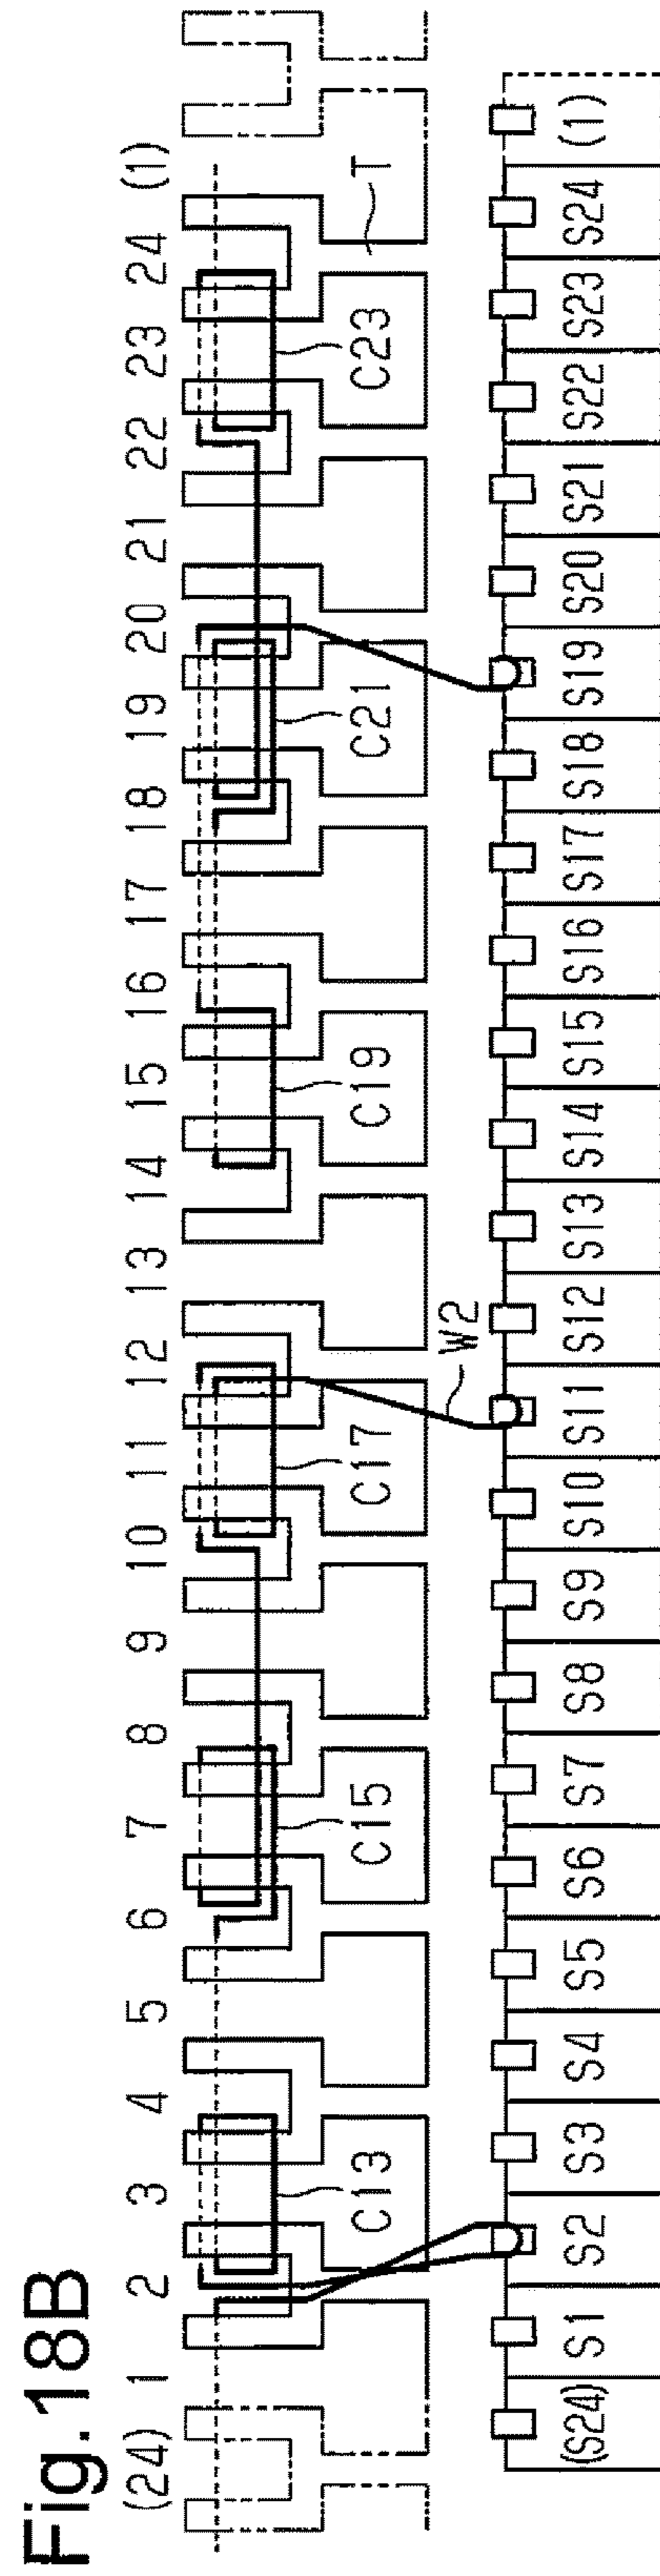 Fig.18B
(24) 1 2 3 4 5 6 7 8 9 10 11 12 13 14 15 16 17 18 19 20 21 22 23 24 (1)
T
C13 C15 C17 C19 C21 C23
W2
(S24) S1 S2 S3 S4 S5 S6 S7 S8 S9 S10 S11 S12 S13 S14 S15 S16 S17 S18 S19 S20 S21 S22 S23 S24 (1)